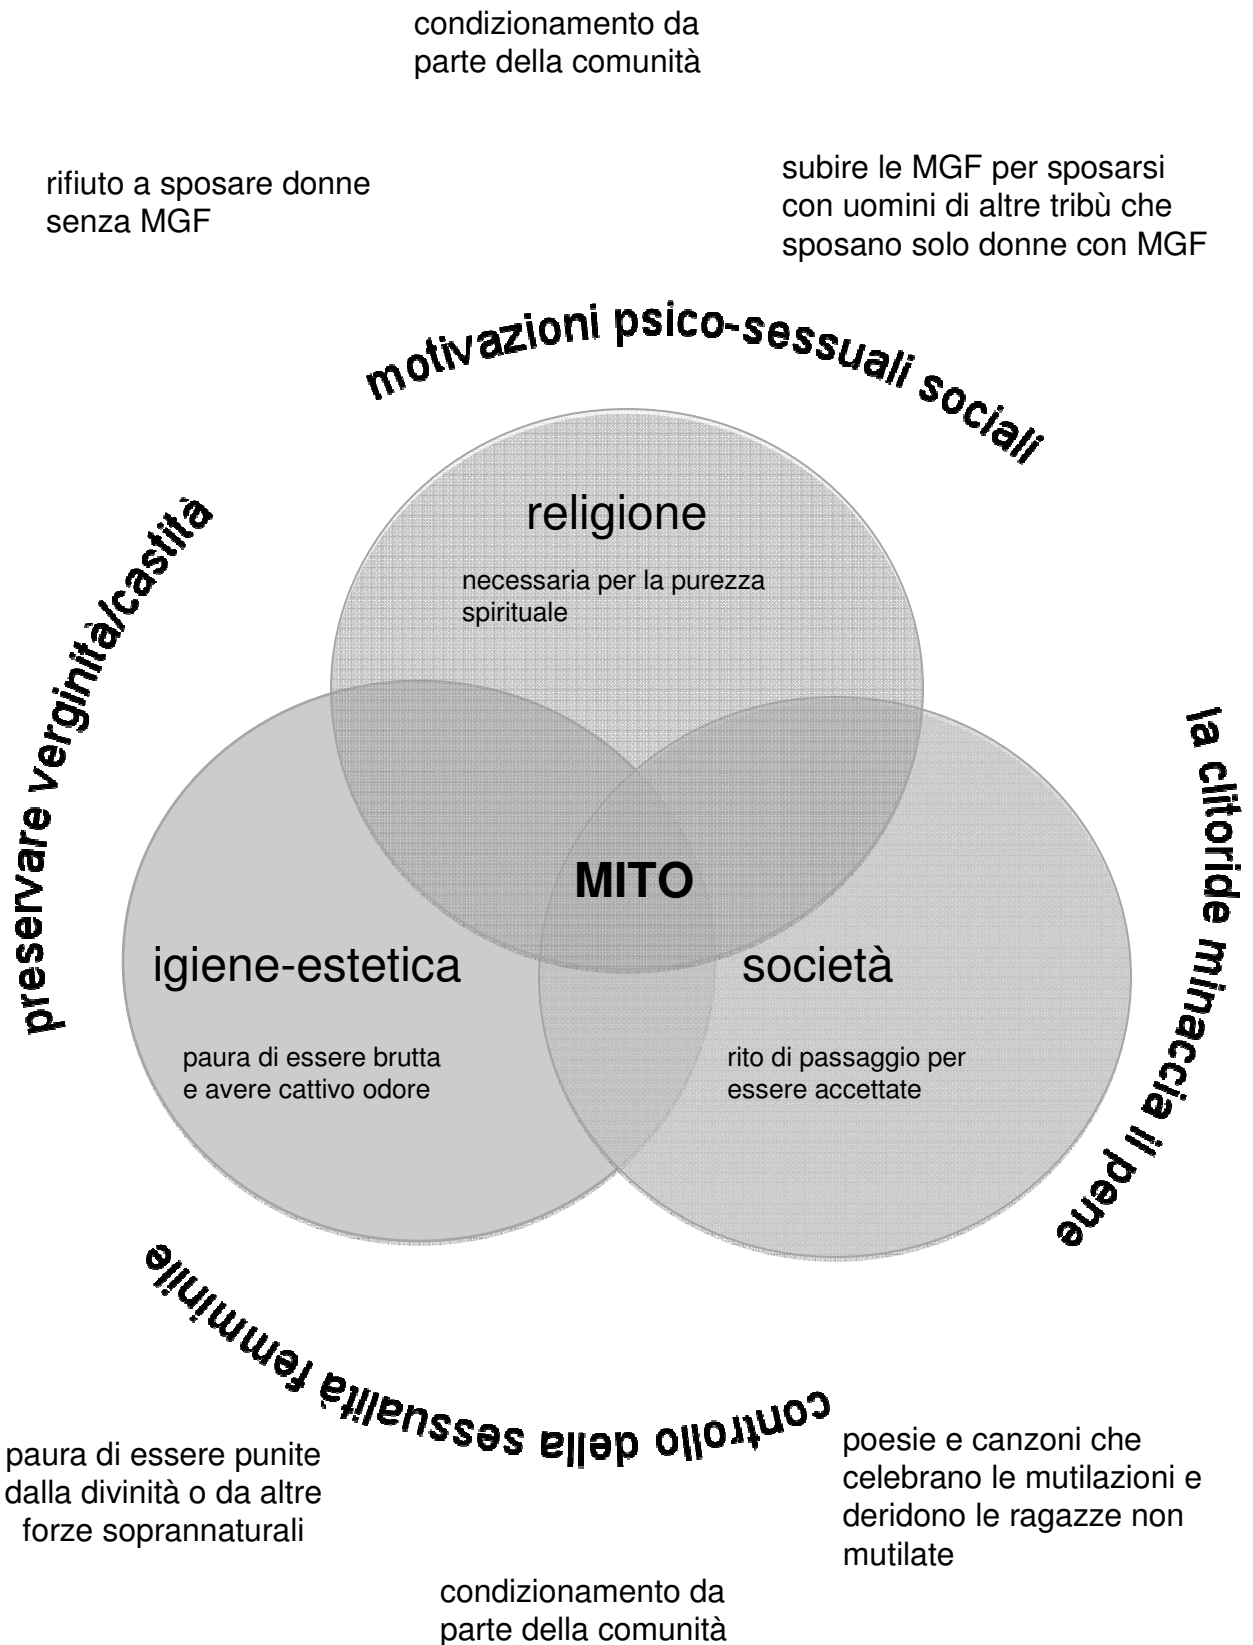 condizionamento da
parte della comunità
rifiuto a sposare donne
senza MGF
subire le MGF per sposarsi
con uomini di altre tribù che
sposano solo donne con MGF
motivazioni psico-sessuali sociali
preservare verginità/castità
religione
necessaria per la purezza
spirituale
la clitoride minaccia il pene
MITO
igiene-estetica
paura di essere brutta
e avere cattivo odore
società
rito di passaggio per
essere accettate
controllo della sessualità femminile
paura di essere punite
dalla divinità o da altre
forze soprannaturali
poesie e canzoni che
celebrano le mutilazioni e
deridono le ragazze non
mutilate
condizionamento da
parte della comunità